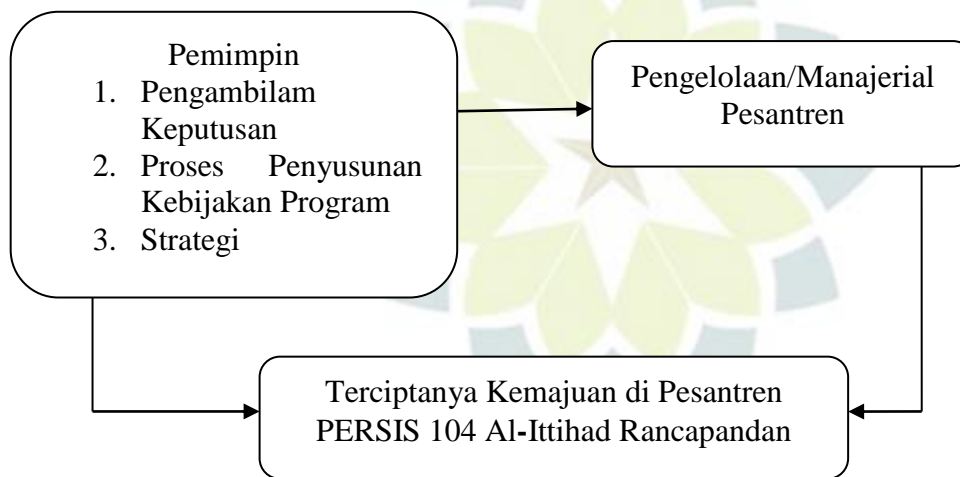 Pemimpin
1. Pengambilam
Keputusan
2. Proses Penyusunan
Kebijakan Program
3. Strategi
Pengelolaan/Manajerial
Pesantren
Terciptanya Kemajuan di Pesantren
PERSIS 104 Al-Ittihad Rancapandan